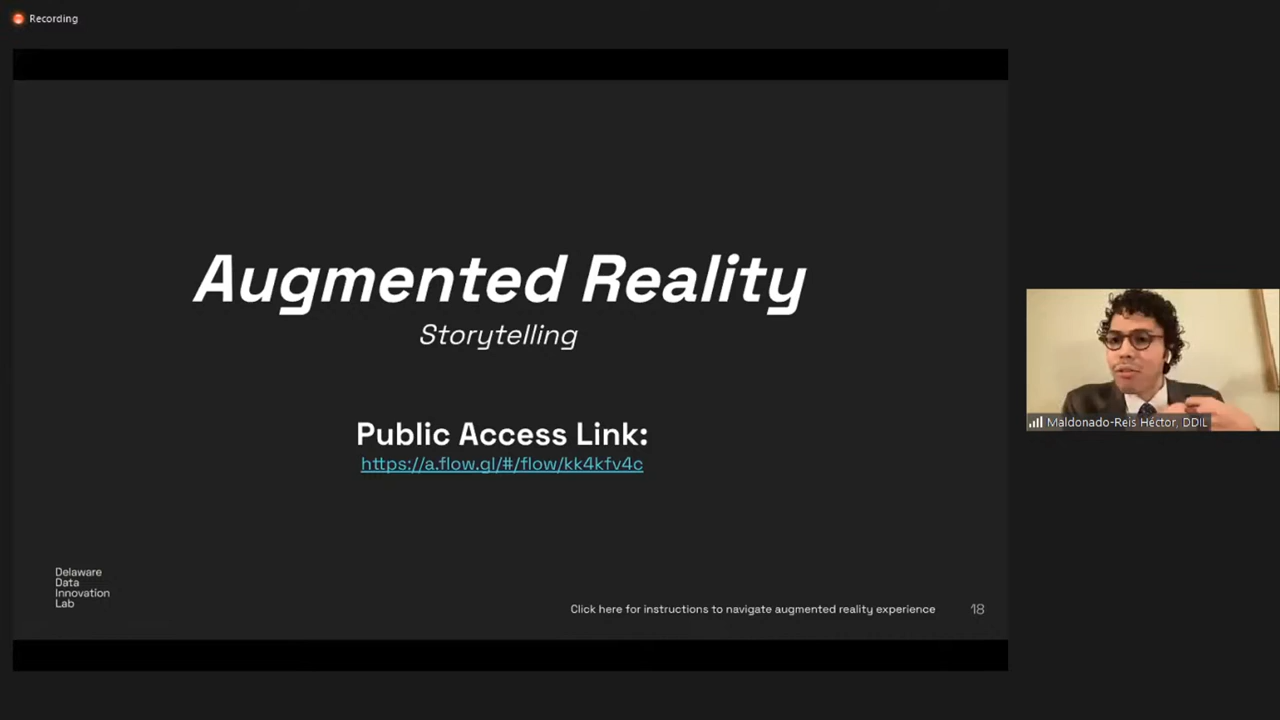 Recording
Augmented Reality
Storytelling
Public Access Link:
https://a.flow.gl/#/flow/kk4kfv4c
Maldonado-Reis Héctor, DDIL
Delaware
Data
Innovation
Lab
Click here for instructions to navigate augmented reality experience
18